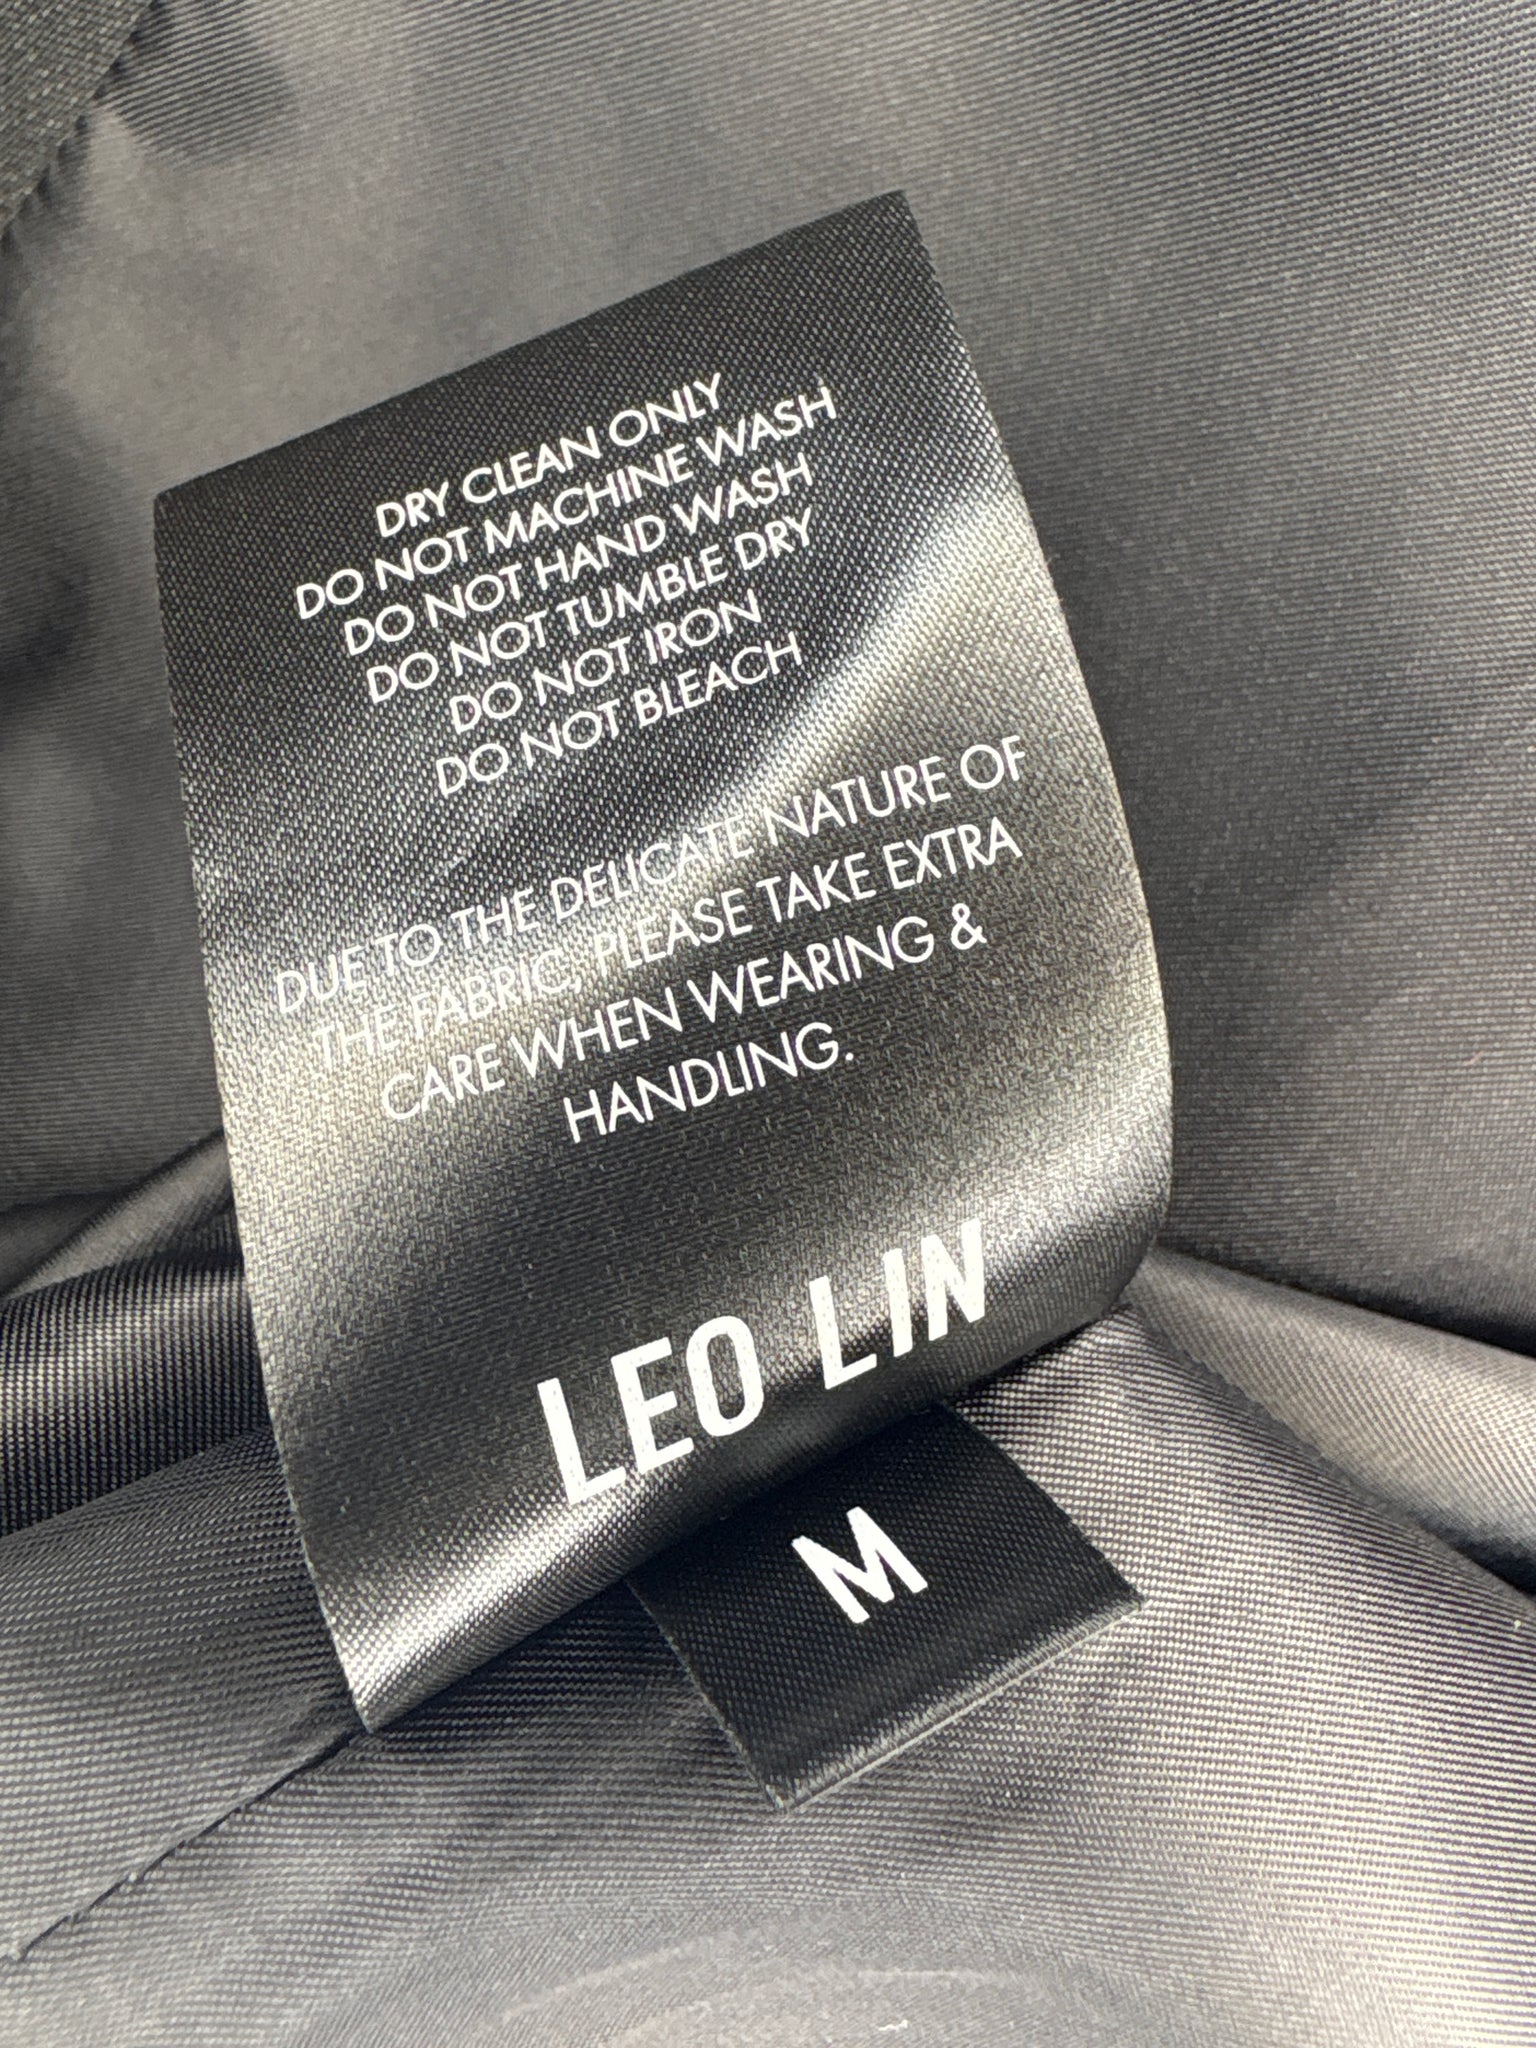 DRY CLEAN ONLY
DO NOT MACHINE WASH
DO NOT HAND WASH
DO NOT TUMBLE DRY
DO NOT IRON
DO NOT BLEACH
DUE TO THE DELICATE NATURE OF
THE FABRIC, PLEASE TAKE EXTRA
CARE WHEN WEARING &
HANDLING.
LEO LIN
M